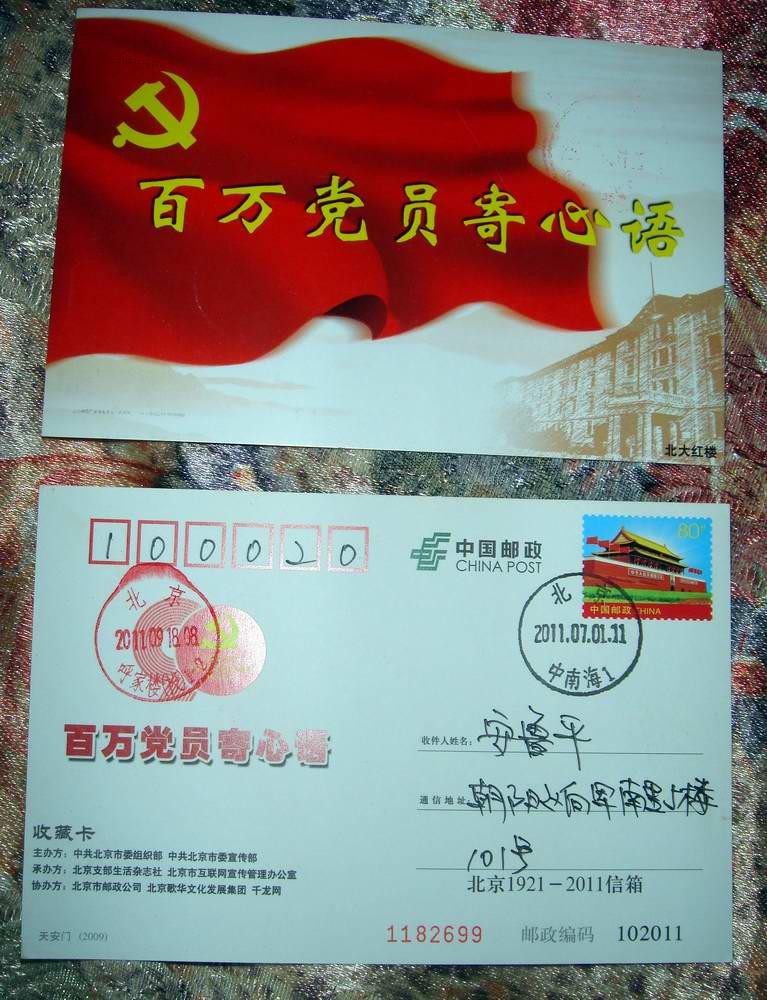 百万党员寄心语
北大红楼
100020
中国邮政
CHINA POST
80分
中国邮政 CHINA
北京
2011.09.18.08
呼家楼
北京
2011.07.01.11
中南海1
百万党员寄心语
收件人姓名:
平
通信地址:
朝阳
101号
北京1921-2011信箱
收藏卡
主办方: 中共北京市委组织部 中共北京市委宣传部
承办方: 北京支部生活杂志社 北京市互联网宣传管理办公室
协办方: 北京市邮政公司 北京歌华文化发展集团 千龙网
天安门 (2009)
1182699
邮政编码 102011